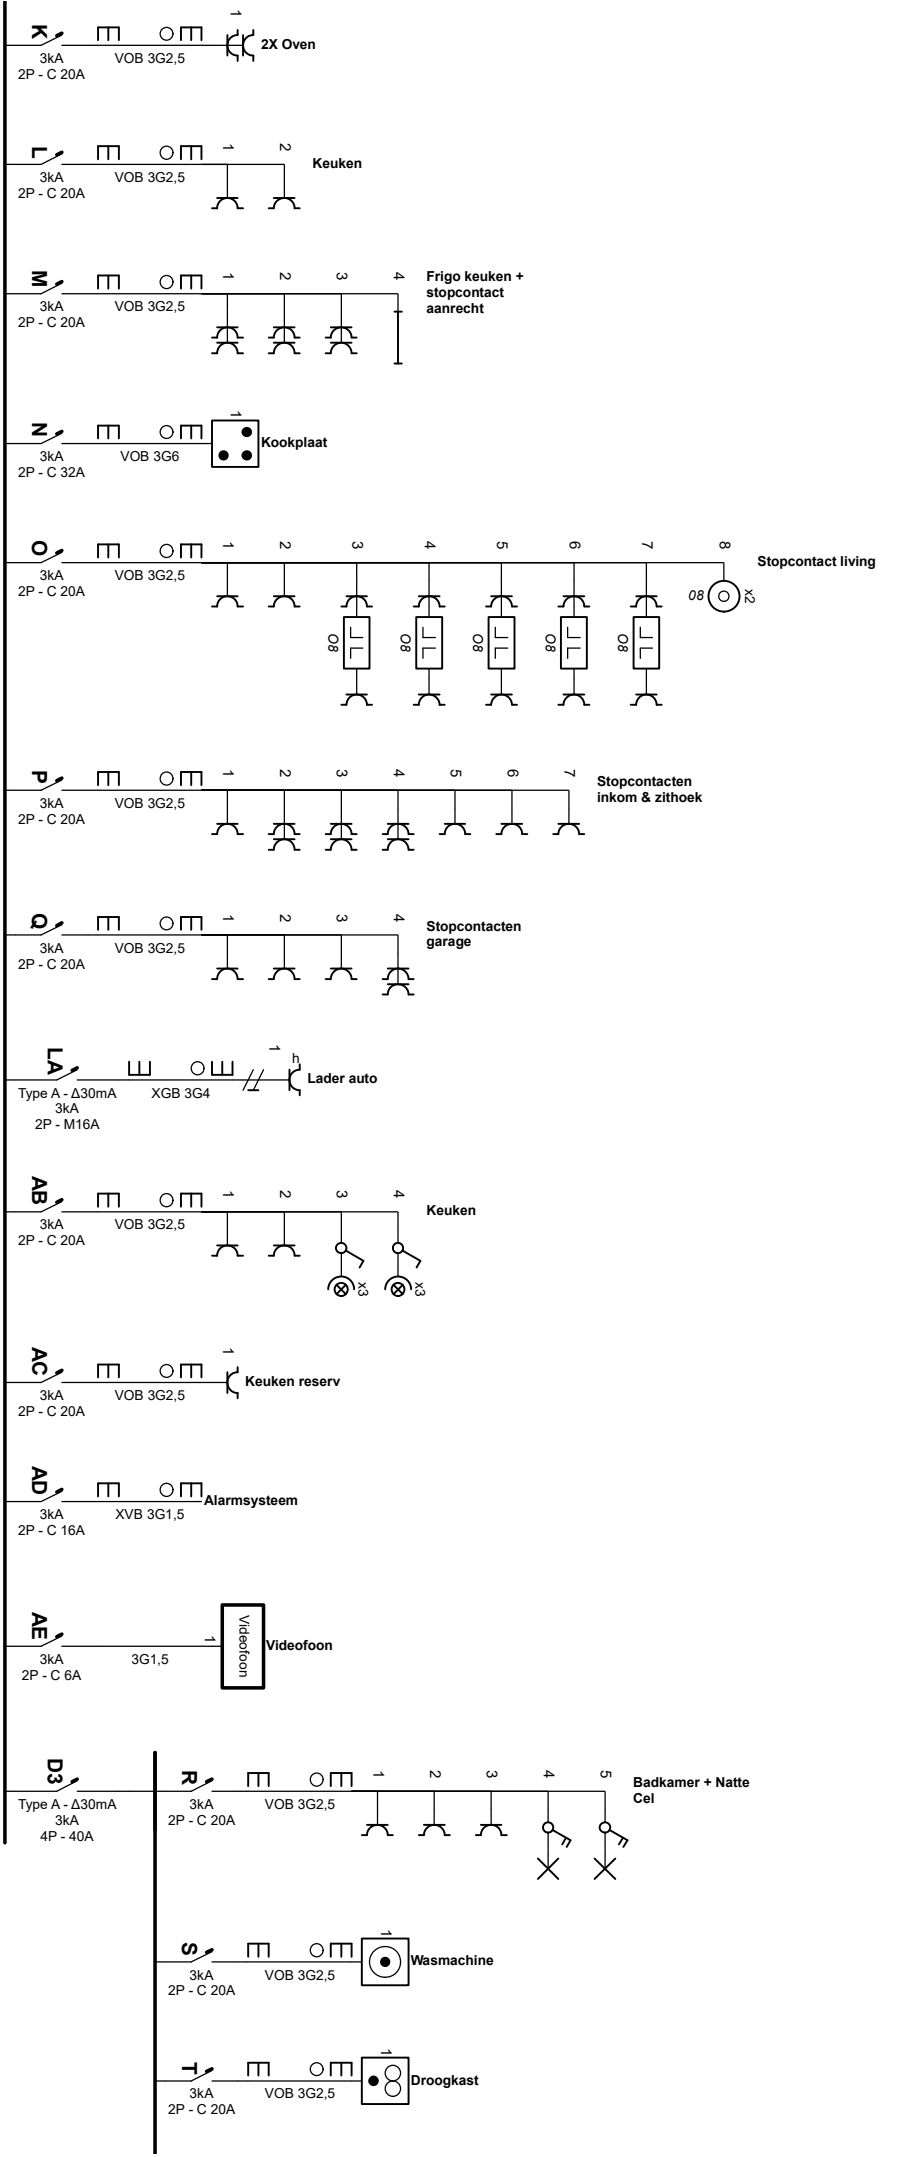 K
3kA
2P - C 20A
VOB 3G2,5
1
2X Oven
L
3kA
2P - C 20A
VOB 3G2,5
1
2
Keuken
M
3kA
2P - C 20A
VOB 3G2,5
1
2
3
4
Frigo keuken +
stopcontact
aanrecht
N
3kA
2P - C 32A
VOB 3G6
1
Kookplaat
O
3kA
2P - C 20A
VOB 3G2,5
1
2
3
4
5
6
7
8
Stopcontact living
O8
O8
O8
O8
O8
08
x2
P
3kA
2P - C 20A
VOB 3G2,5
1
2
3
4
5
6
7
Stopcontacten
inkom & zithoek
Q
3kA
2P - C 20A
VOB 3G2,5
1
2
3
4
Stopcontacten
garage
LA
Type A - Δ30mA
3kA
2P - M16A
XGB 3G4
1
h
Lader auto
AB
3kA
2P - C 20A
VOB 3G2,5
1
2
3
4
Keuken
x3
x3
AC
3kA
2P - C 20A
VOB 3G2,5
1
Keuken reserv
AD
3kA
2P - C 16A
XVB 3G1,5
Alarmsysteem
AE
3kA
2P - C 6A
3G1,5
1
Videofoon
Videofoon
D3
Type A - Δ30mA
3kA
4P - 40A
R
3kA
2P - C 20A
VOB 3G2,5
1
2
3
4
5
Badkamer + Natte
Cel
S
3kA
2P - C 20A
VOB 3G2,5
1
Wasmachine
T
3kA
2P - C 20A
VOB 3G2,5
1
Droogkast